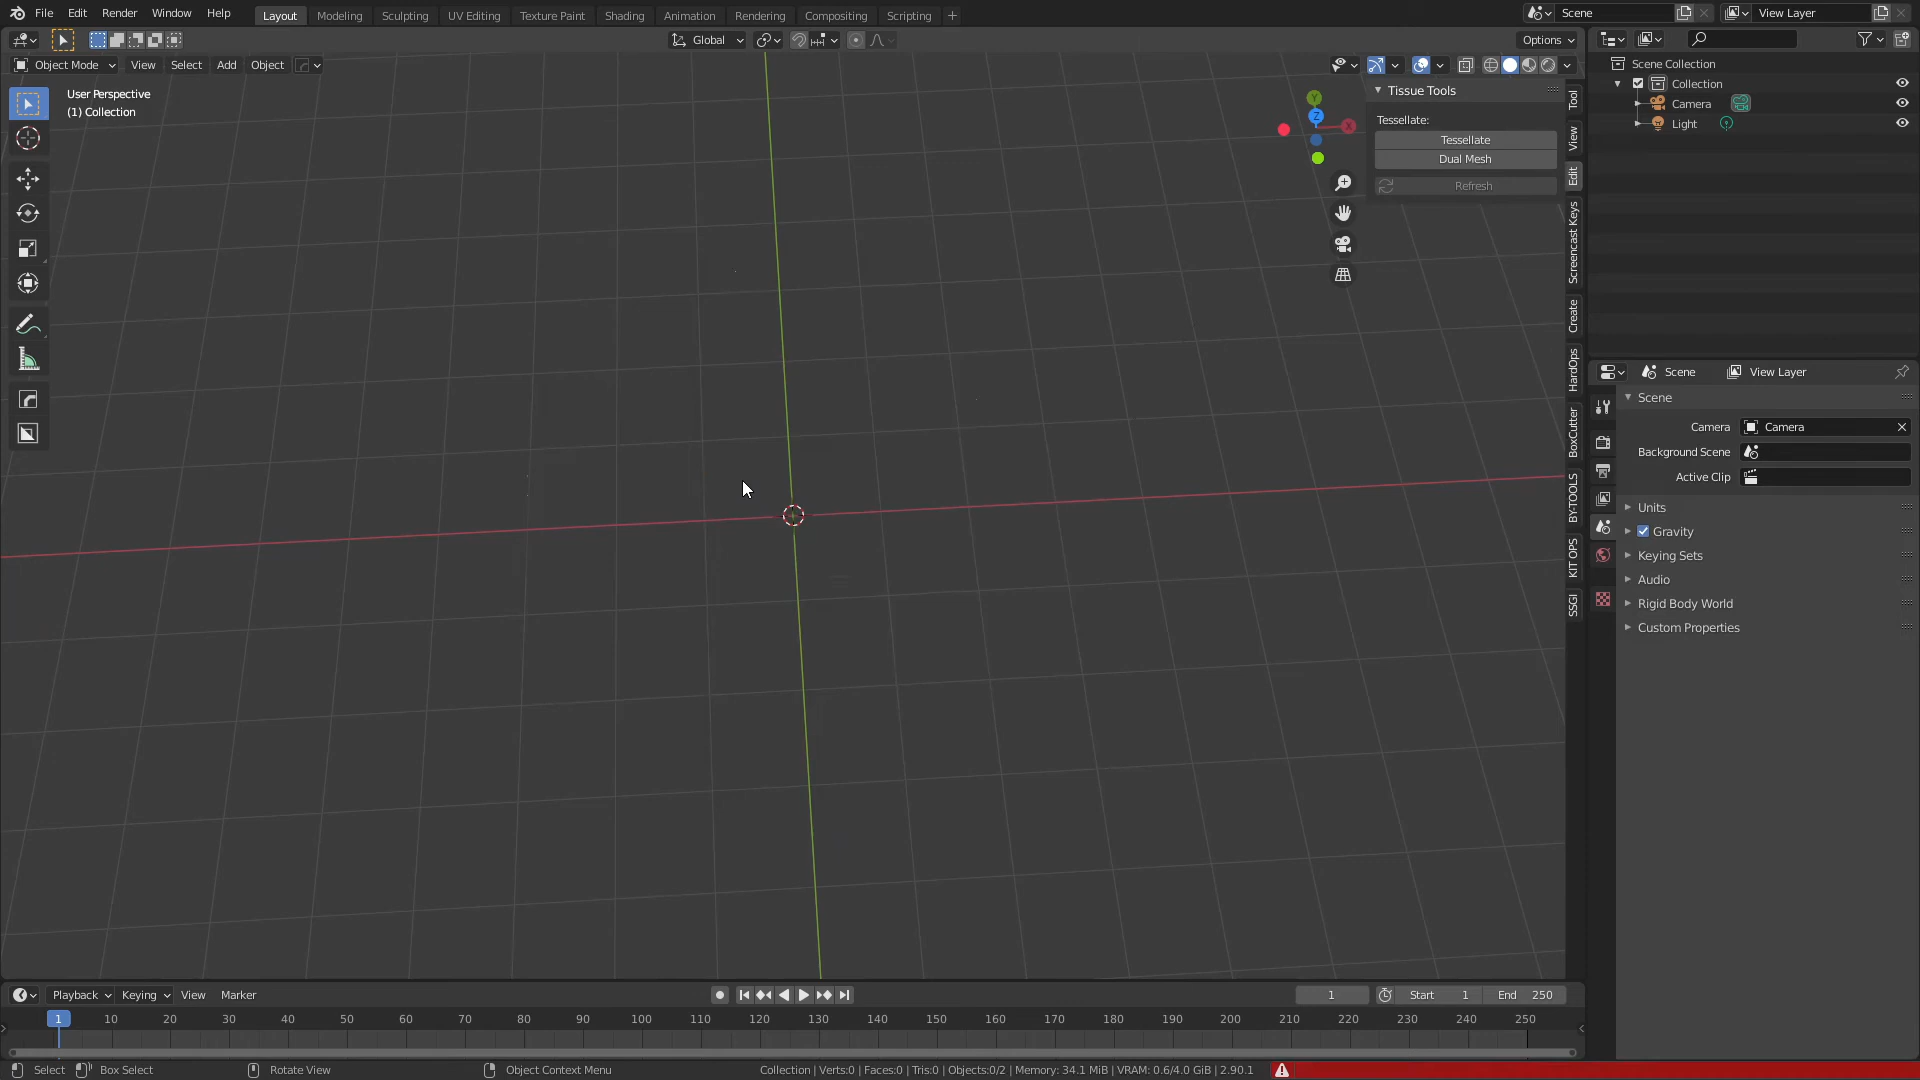 File Edit Render Window Help Layout Modeling Sculpting UV Editing Texture Paint Shading Animation Rendering Compositing Scripting + Scene View Layer
Global Options
Object Mode View Select Add Object
User Perspective
(1) Collection
Y
Z
X
Tissue Tools
Tessellate:
Tessellate
Dual Mesh
Refresh
Tool
View
Edit
Screencast Keys
Create
HardOps
BoxCutter
BY-TOOLS
KIT OPS
SSGI
Scene Collection
Collection
Camera
Light
Scene View Layer
Scene
Camera Camera
Background Scene
Active Clip
Units
Gravity
Keying Sets
Audio
Rigid Body World
Custom Properties
Playback Keying View Marker 1 Start 1 End 250
1 10 20 30 40 50 60 70 80 90 100 110 120 130 140 150 160 170 180 190 200 210 220 230 240 250
Select Box Select Rotate View Object Context Menu Collection | Verts:0 | Faces:0 | Tris:0 | Objects:0/2 | Memory: 34.1 MiB | VRAM: 0.6/4.0 GiB | 2.90.1